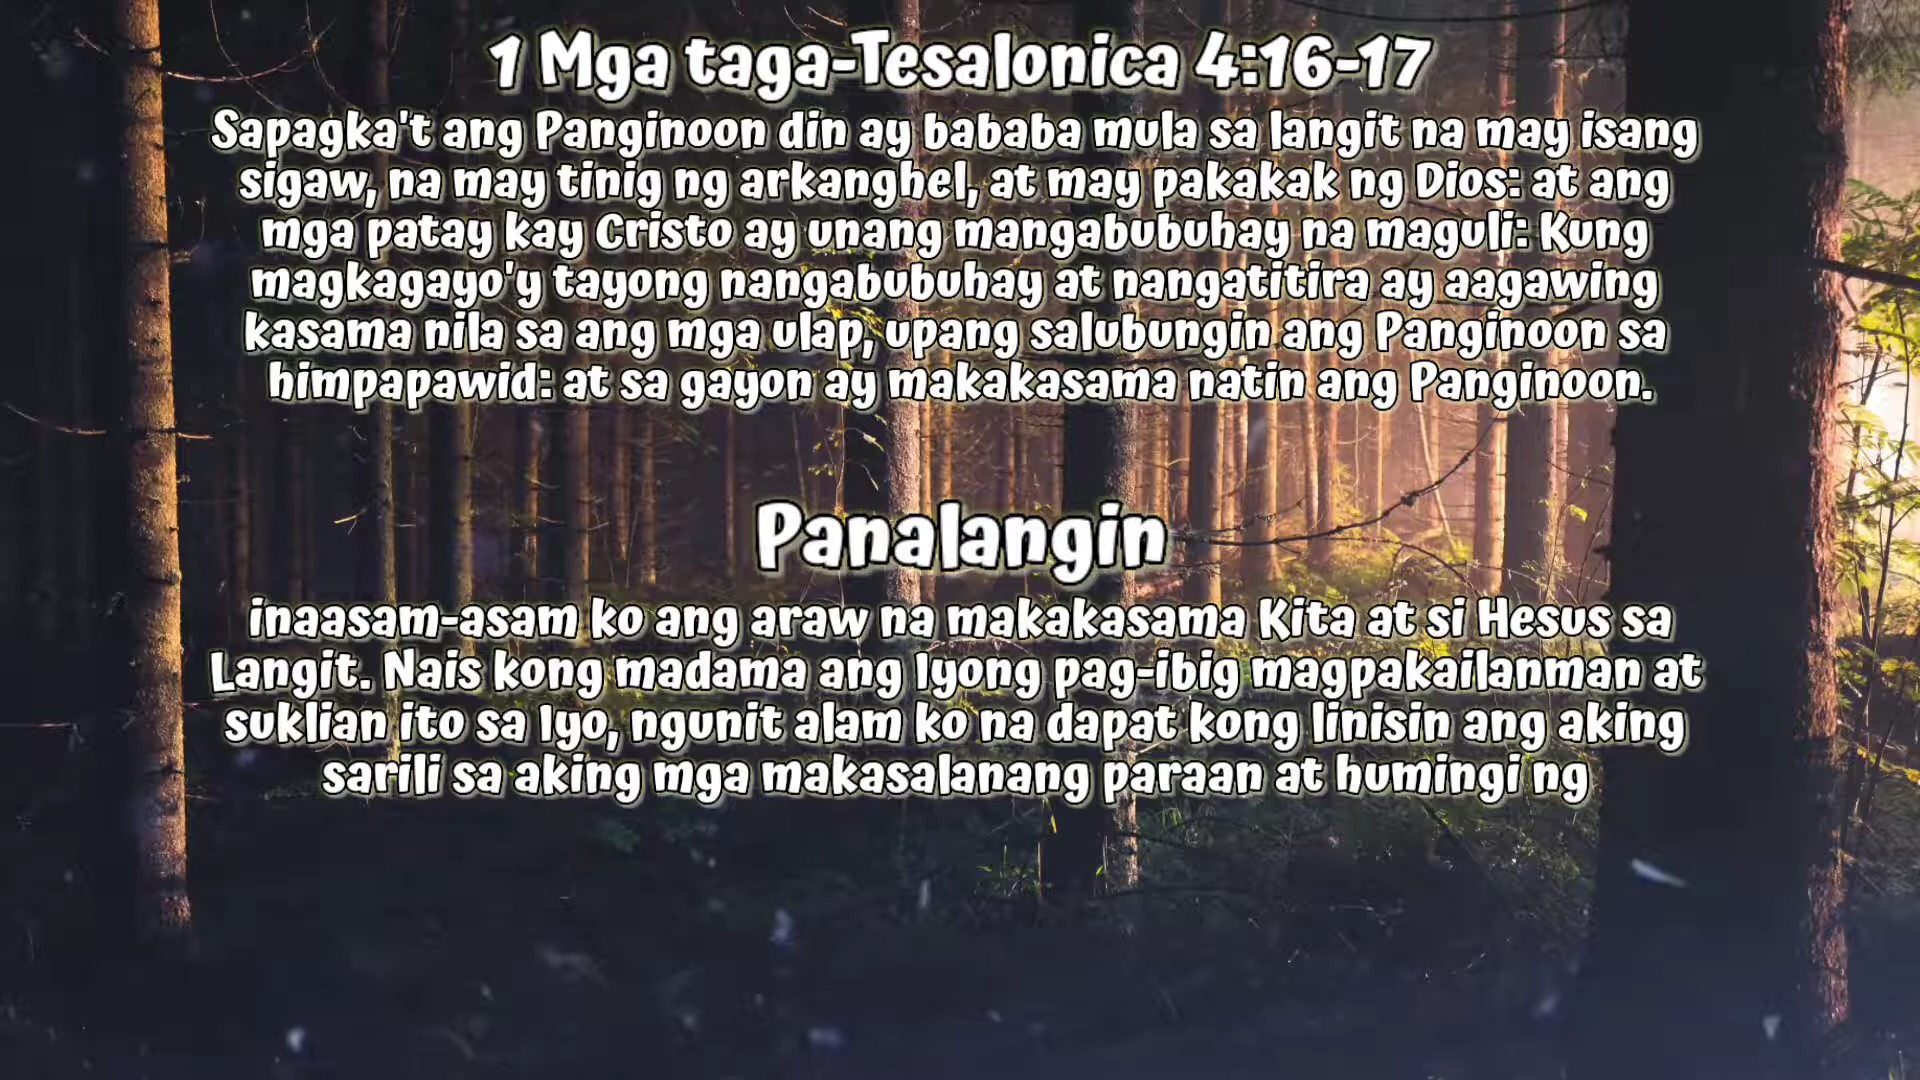 1 Mga taga-Tesalonica 4:16-17
Sapagka't ang Panginoon din ay bababa mula sa langit na may isang
sigaw, na may tinig ng arkanghel, at may pakakak ng Dios: at ang
mga patay kay Cristo ay unang mangabubuhay na maguli: Kung
magkagayo'y tayong nangabubuhay at nangatitira ay aagawing
kasama nila sa ang mga ulap, upang salubungin ang Panginoon sa
himpapawid: at sa gayon ay makakasama natin ang Panginoon.
Panalangin
inaasam-asam ko ang araw na makakasama Kita at si Hesus sa
Langit. Nais kong madama ang Iyong pag-ibig magpakailanman at
suklian ito sa Iyo, ngunit alam ko na dapat kong linisin ang aking
sarili sa aking mga makasalanang paraan at humingi ng